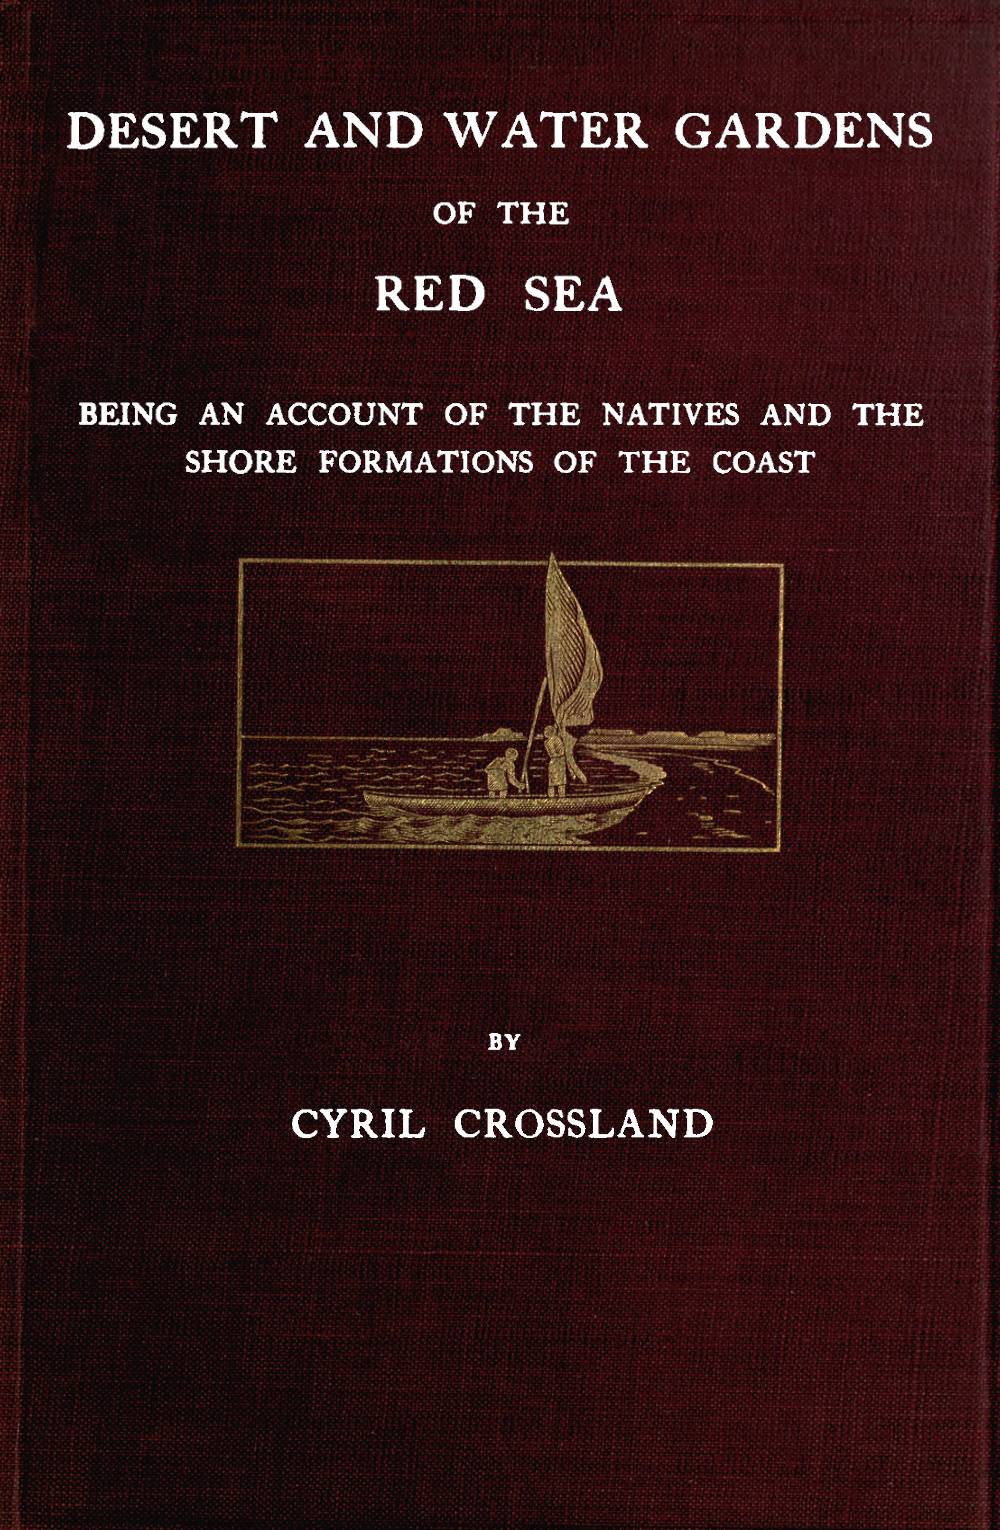 DESERT AND WATER GARDENS
OF THE
RED SEA
BEING AN ACCOUNT OF THE NATIVES AND THE
SHORE FORMATIONS OF THE COAST
BY
CYRIL CROSSLAND